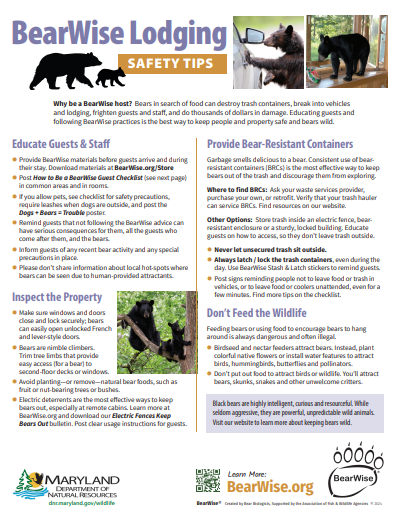 BearWise Lodging
SAFETY TIPS
Why be a BearWise host? Bears in search of food can destroy trash containers, break into vehicles
and lodging, frighten guests and staff, and do thousands of dollars in damage. Educating guests and
following BearWise practices is the best way to keep people and property safe and bears wild.
Educate Guests & Staff
Provide BearWise materials before guests arrive and during
their stay. Download materials at BearWise.org/Store
Post How to Be a BearWise Guest Checklist (see next page)
in common areas and in rooms.
If you allow pets, see checklist for safety precautions,
require leashes when dogs are outside, and post the
Dogs + Bears = Trouble poster.
Remind guests that not following the BearWise advice can
have serious consequences for them, all the guests who
come after them, and the bears.
Inform guests of any recent bear activity and any special
precautions in place.
Please don't share information about local hot-spots where
bears can be seen due to human-provided attractants.
Inspect the Property
Make sure windows and doors
close and lock securely; bears
can easily open unlocked French
and lever-style doors.
Bears are nimble climbers.
Trim tree limbs that provide
easy access (for a bear) to
second-floor decks or windows.
Avoid planting—or remove—natural bear foods, such as
fruit or nut-bearing trees or bushes.
Electric deterrents are the most effective ways to keep
bears out, especially at remote cabins. Learn more at
BearWise.org and download our Electric Fences Keep
Bears Out bulletin. Post clear usage instructions for guests.
Provide Bear-Resistant Containers
Garbage smells delicious to a bear. Consistent use of bear-
resistant containers (BRCs) is the most effective way to keep
bears out of the trash and discourage them from exploring.
Where to find BRCs: Ask your waste services provider,
purchase your own, or retrofit. Verify that your trash hauler
can service BRCs. Find resources on our website.
Other Options: Store trash inside an electric fence, bear-
resistant enclosure or a sturdy, locked building. Educate
guests on how to access, so they don't leave trash outside.
Never let unsecured trash sit outside.
Always latch / lock the trash containers, even during the
day. Use BearWise Stash & Latch stickers to remind guests.
Post signs reminding people not to leave food or trash in
vehicles, or to leave food or coolers unattended, even for a
few minutes. Find more tips on the checklist.
Don't Feed the Wildlife
Feeding bears or using food to encourage bears to hang
around is always dangerous and often illegal.
Birdseed and nectar feeders attract bears. Instead, plant
colorful native flowers or install water features to attract
birds, hummingbirds, butterflies and pollinators.
Don't put out food to attract birds or wildlife. You'll attract
bears, skunks, snakes and other unwelcome critters.
Black bears are highly intelligent, curious and resourceful. While
seldom aggressive, they are powerful, unpredictable wild animals.
Visit our website to learn more about keeping bears wild.
MARYLAND
DEPARTMENT OF
NATURAL RESOURCES
dnr.maryland.gov/wildlife
Learn More:
BearWise.org
BearWise®
BearWise® Created by Bear Biologists, Supported by the Association of Fish & Wildlife Agencies © 2024